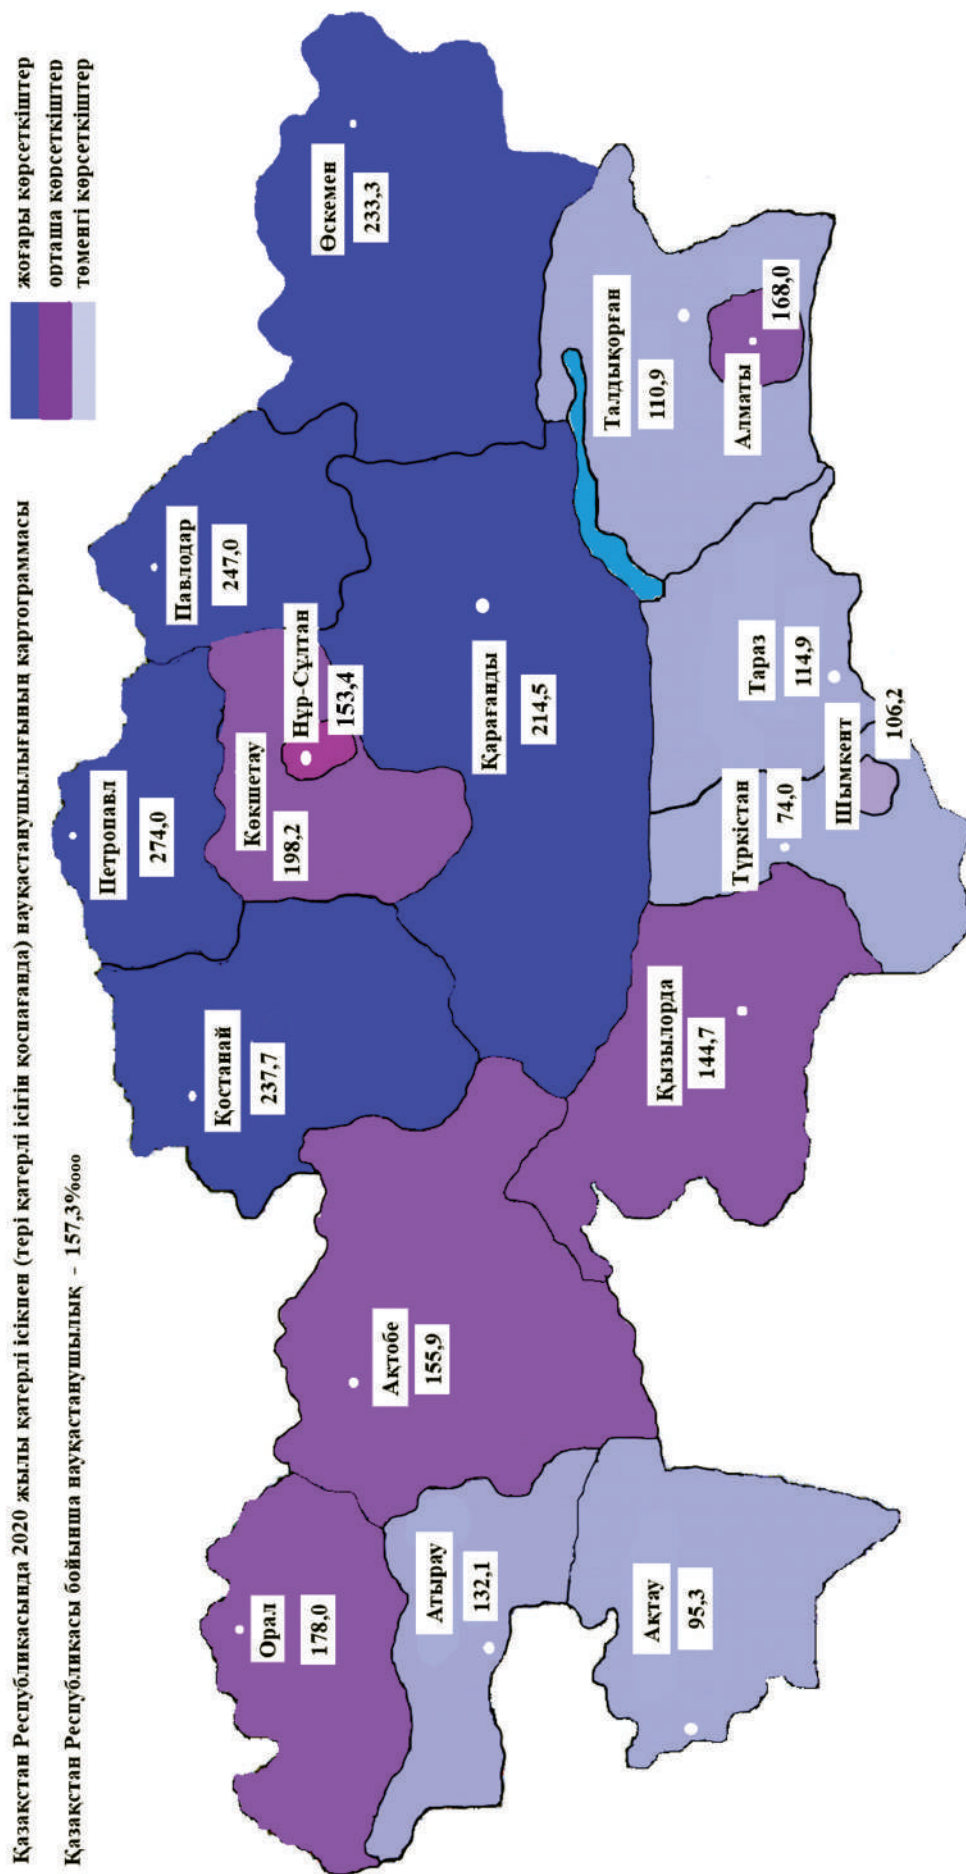 Қазақстан Республикасында 2020 жылы қатерлі ісікпен (тері қатерлі ісігін қоспағанда) науқастанушылығының картограммасы
Қазақстан Республикасы бойынша науқастанушылық - 157,3%₀₀₀₀
жоғары көрсеткіштер
орташа көрсеткіштер
төменгі көрсеткіштер
Петропавл
274,0
Павлодар
247,0
Қостанай
237,7
Көкшетау
198,2
Нұр-Сұлтан
153,4
Өскемен
233,3
Орал
178,0
Ақтобе
155,9
Қарағанды
214,5
Атырау
132,1
Талдықорған
110,9
Ақтау
95,3
Қызылорда
144,7
Түркістан
74,0
Тараз
114,9
Алматы
168,0
Шымкент
106,2